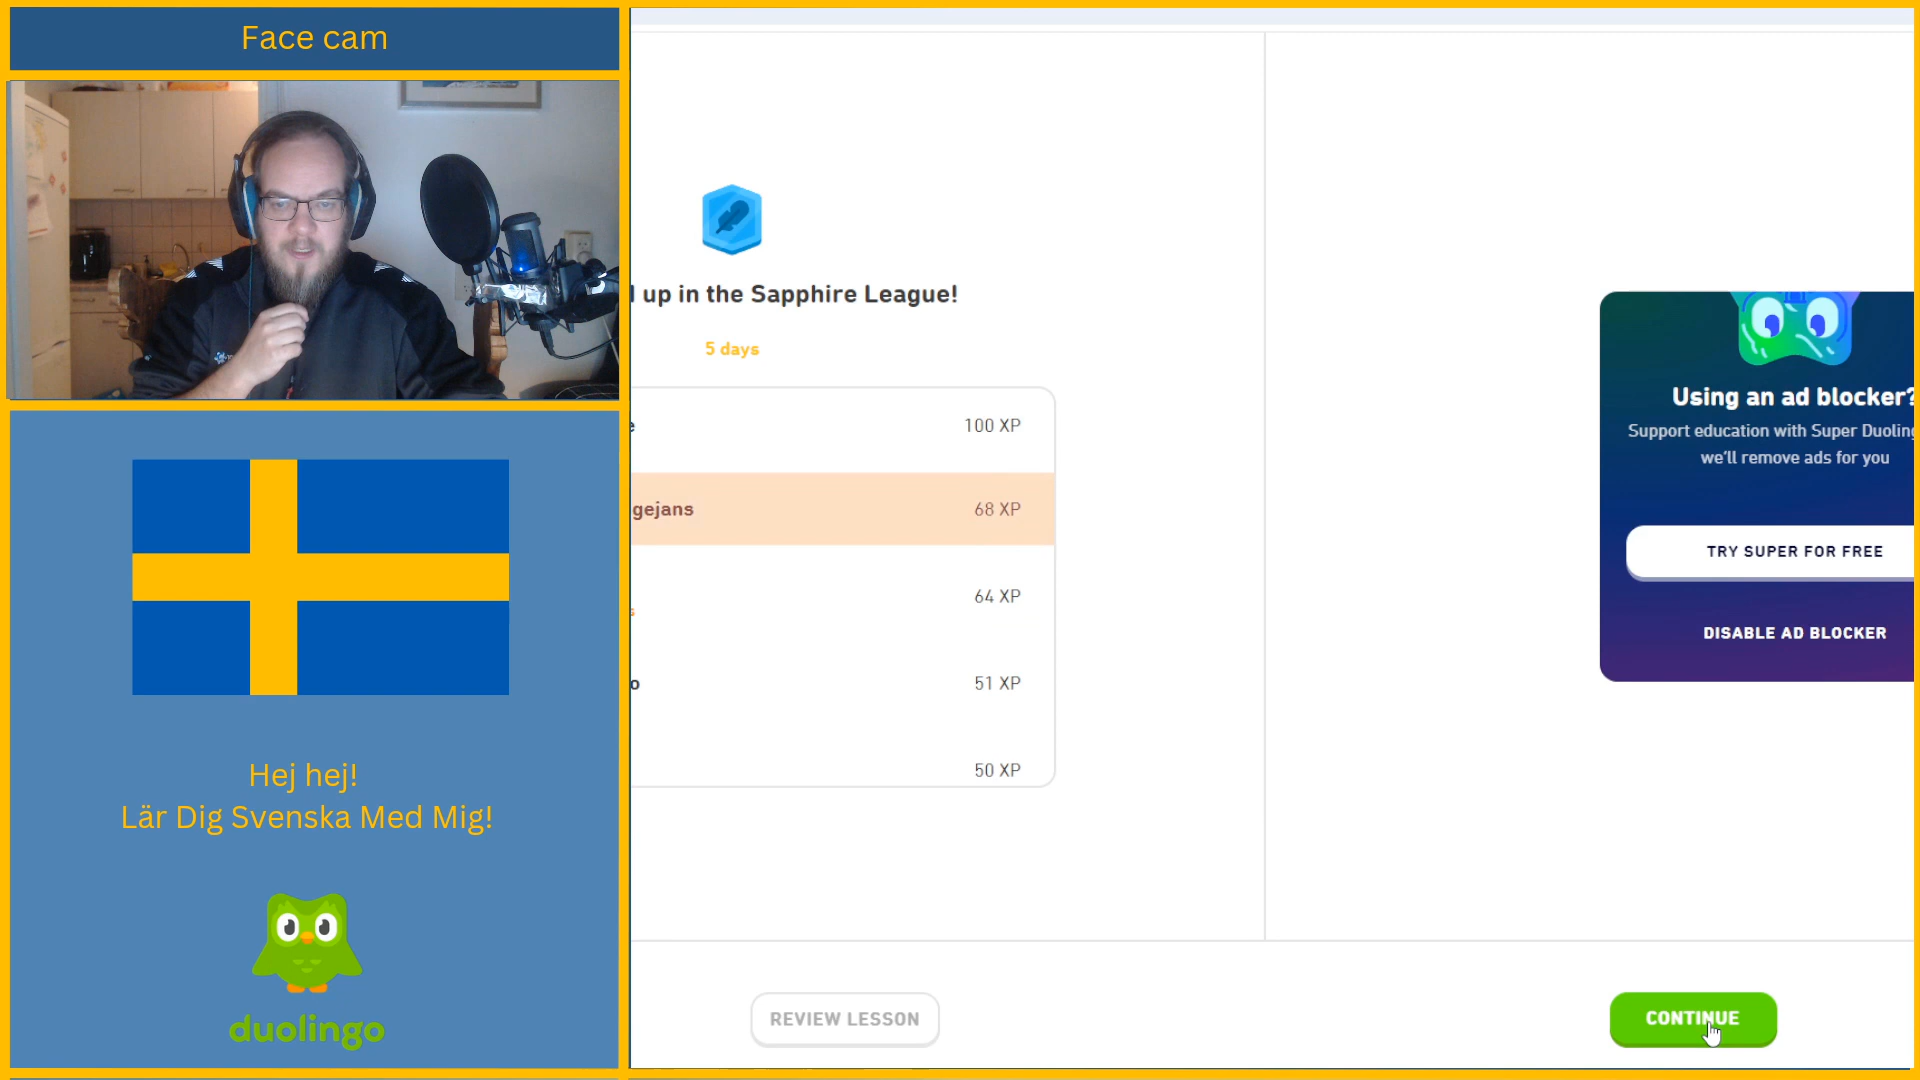 Face cam
Hej hej!
Lär Dig Svenska Med Mig!
duolingo
up in the Sapphire League!
5 days
100 XP
gejans
68 XP
64 XP
51 XP
50 XP
Using an ad blocker?
Support education with Super
we'll remove ads for you
TRY SUPER FOR FREE
DISABLE AD BLOCKER
REVIEW LESSON
CONTINUE